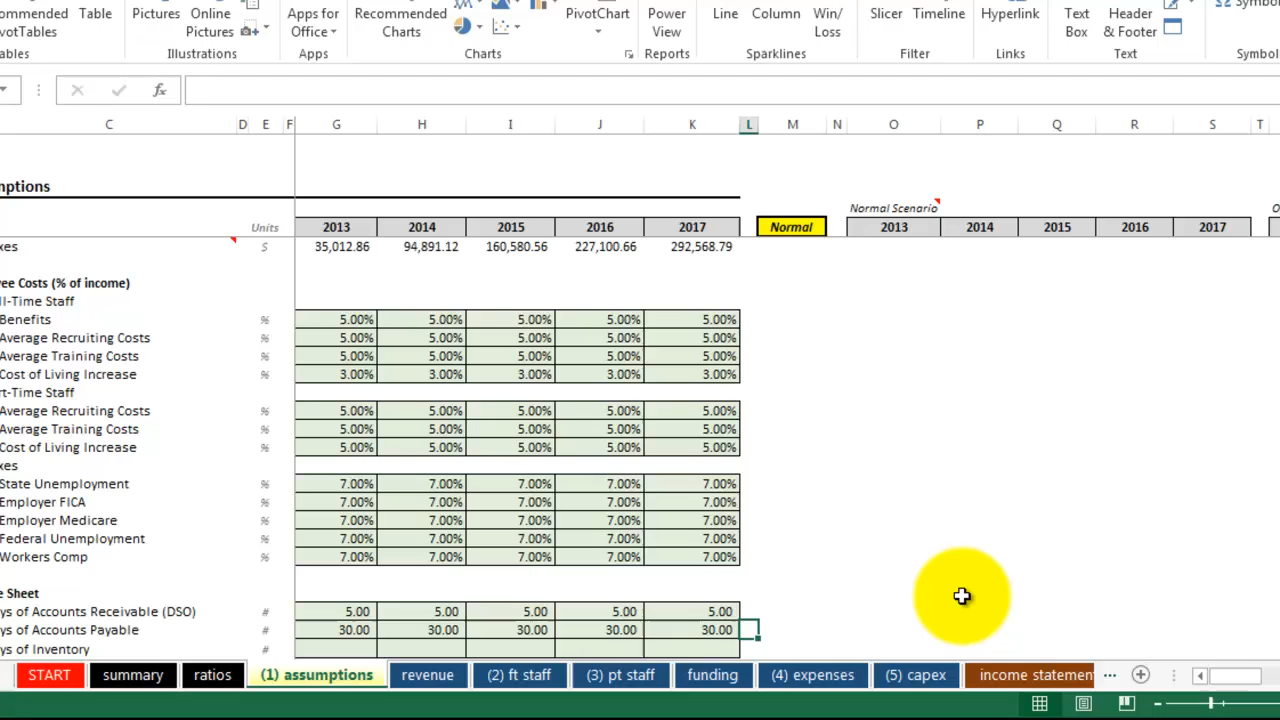 ommended Table Pictures Online Apps for Recommended PivotChart Power Line Column Win/ Slicer Timeline Hyperlink Text Header
votTables Pictures Office Charts View Loss Box & Footer
ables Illustrations Apps Charts Reports Sparklines Filter Links Text Symbol
fx
C D E F G H I J K L M N O P Q R S T
mptions
Normal Scenario
Units 2013 2014 2015 2016 2017 Normal 2013 2014 2015 2016 2017
xes $ 35,012.86 94,891.12 160,580.56 227,100.66 292,568.79
ee Costs (% of income)
ll-Time Staff
Benefits % 5.00% 5.00% 5.00% 5.00% 5.00%
Average Recruiting Costs % 5.00% 5.00% 5.00% 5.00% 5.00%
Average Training Costs % 5.00% 5.00% 5.00% 5.00% 5.00%
Cost of Living Increase % 3.00% 3.00% 3.00% 3.00% 3.00%
rt-Time Staff
Average Recruiting Costs % 5.00% 5.00% 5.00% 5.00% 5.00%
Average Training Costs % 5.00% 5.00% 5.00% 5.00% 5.00%
Cost of Living Increase % 5.00% 5.00% 5.00% 5.00% 5.00%
xes
State Unemployment % 7.00% 7.00% 7.00% 7.00% 7.00%
Employer FICA % 7.00% 7.00% 7.00% 7.00% 7.00%
Employer Medicare % 7.00% 7.00% 7.00% 7.00% 7.00%
Federal Unemployment % 7.00% 7.00% 7.00% 7.00% 7.00%
Workers Comp % 7.00% 7.00% 7.00% 7.00% 7.00%
e Sheet
ys of Accounts Receivable (DSO) # 5.00 5.00 5.00 5.00 5.00
ys of Accounts Payable # 30.00 30.00 30.00 30.00 30.00
ys of Inventory #
START summary ratios (1) assumptions revenue (2) ft staff (3) pt staff funding (4) expenses (5) capex income statemen ...